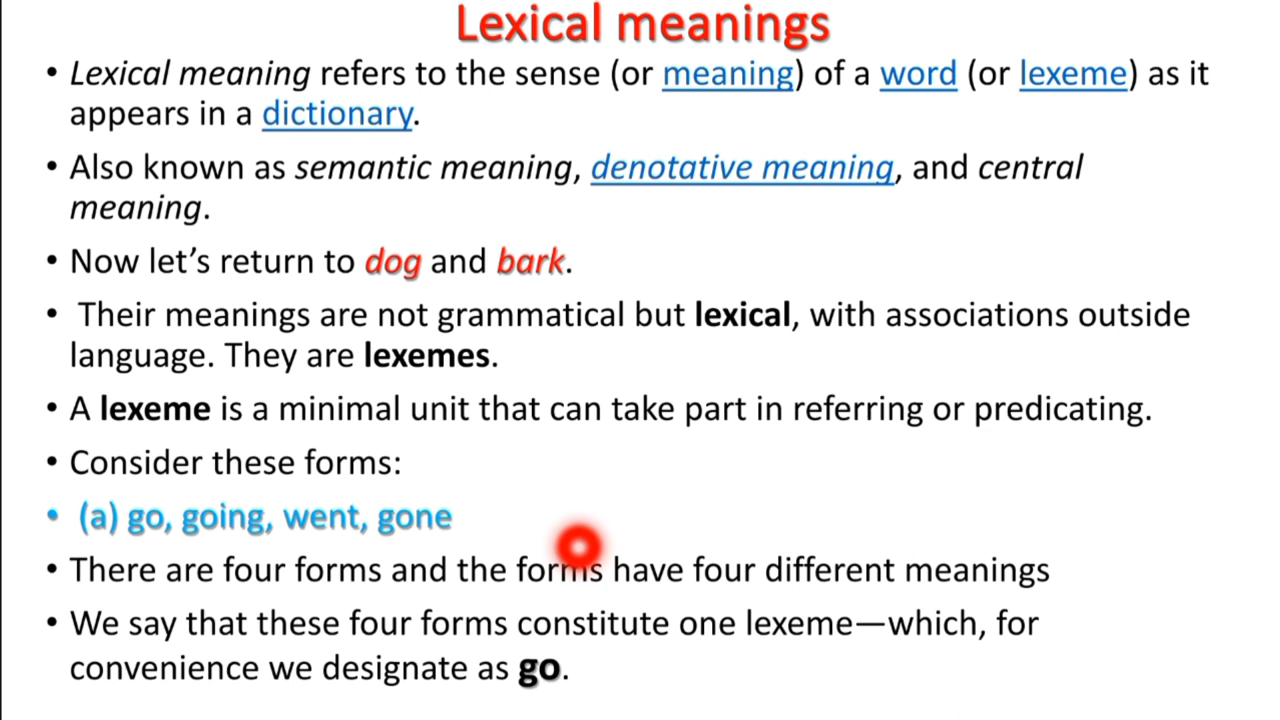 Lexical meanings
• Lexical meaning refers to the sense (or meaning) of a word (or lexeme) as it
appears in a dictionary.
• Also known as semantic meaning, denotative meaning, and central
meaning.
• Now let’s return to dog and bark.
• Their meanings are not grammatical but lexical, with associations outside
language. They are lexemes.
• A lexeme is a minimal unit that can take part in referring or predicating.
• Consider these forms:
• (a) go, going, went, gone
• There are four forms and the forms have four different meanings
• We say that these four forms constitute one lexeme—which, for
convenience we designate as go.